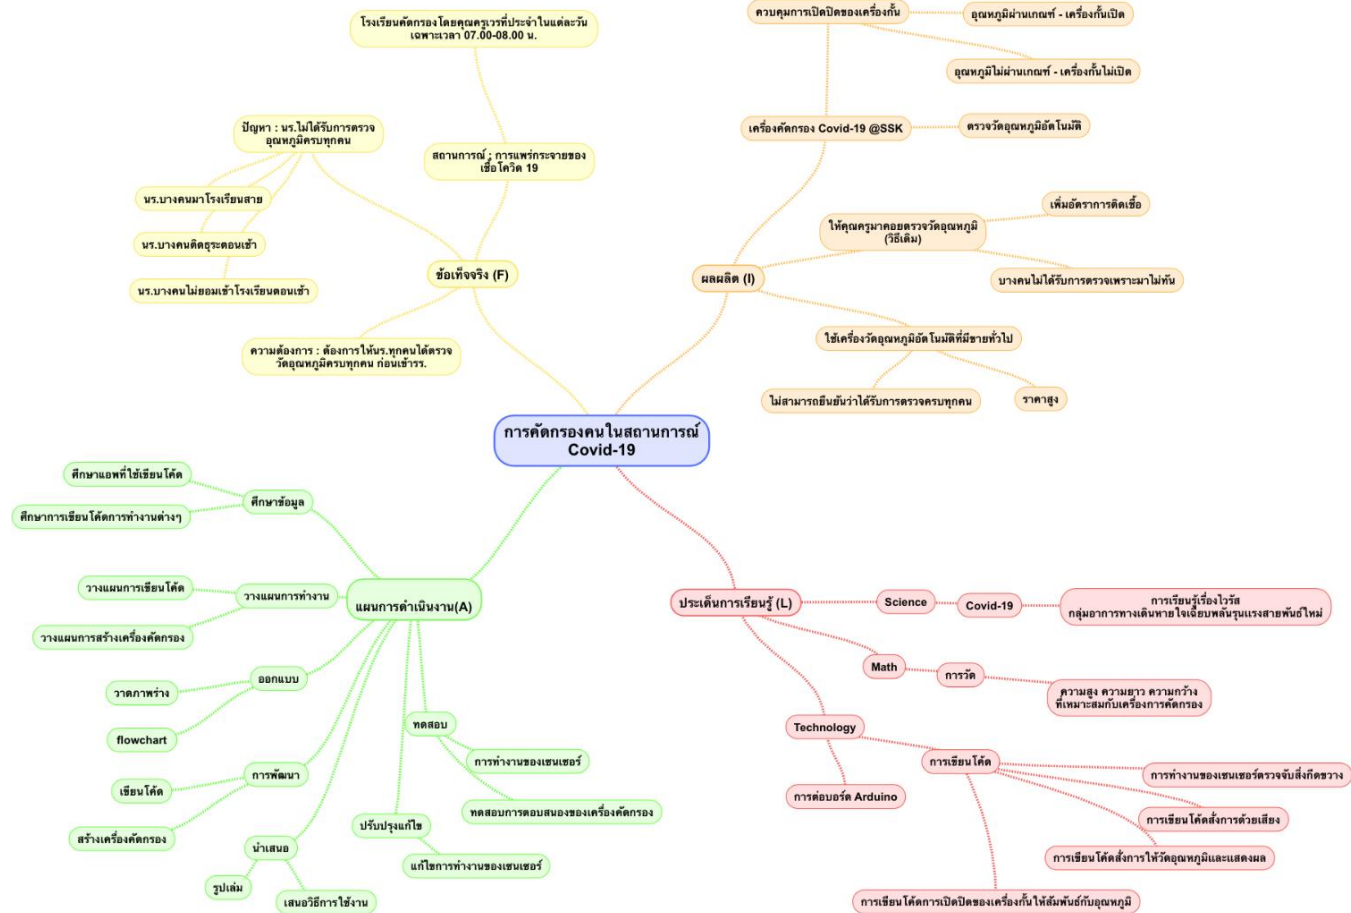 โรงเรียนคัดกรองโดยคุณครูเวรที่ประจำในแต่ละวัน
เฉพาะเวลา 07.00-08.00 น.
ปัญหา : นร.ไม่ได้รับการตรวจ
อุณหภูมิครบทุกคน
สถานการณ์ : การแพร่กระจายของ
เชื้อโควิด 19
นร.บางคนมาโรงเรียนสาย
นร.บางคนติดธุระตอนเช้า
นร.บางคนไม่ยอมเข้าโรงเรียนตอนเช้า
ข้อเท็จจริง (F)
ความต้องการ : ต้องการให้นร.ทุกคนได้ตรวจ
วัดอุณหภูมิครบทุกคน ก่อนเข้ารร.
ควบคุมการเปิดปิดของเครื่องกั้น
อุณหภูมิผ่านเกณฑ์ - เครื่องกั้นเปิด
อุณหภูมิไม่ผ่านเกณฑ์ - เครื่องกั้นไม่เปิด
เครื่องคัดกรอง Covid-19 @SSK
ตรวจวัดอุณหภูมิอัตโนมัติ
เพิ่มอัตราการติดเชื้อ
ให้คุณครูมาคอยตรวจวัดอุณหภูมิ
(วิธีเดิม)
ผลผลิต (I)
บางคนไม่ได้รับการตรวจเพราะมาไม่ทัน
ใช้เครื่องวัดอุณหภูมิอัตโนมัติที่มีขายทั่วไป
ไม่สามารถยืนยันว่าได้รับการตรวจครบทุกคน
ราคาสูง
การคัดกรองคนในสถานการณ์
Covid-19
ศึกษาแอพที่ใช้เขียนโค้ด
ศึกษาข้อมูล
ศึกษาการเขียนโค้ดการทำงานต่างๆ
วางแผนการเขียนโค้ด
วางแผนการทำงาน
แผนการดำเนินงาน(A)
วางแผนการสร้างเครื่องคัดกรอง
ออกแบบ
วาดภาพร่าง
flowchart
ทดสอบ
การทำงานของเซนเซอร์
การพัฒนา
เขียนโค้ด
ทดสอบการตอบสนองของเครื่องคัดกรอง
สร้างเครื่องคัดกรอง
ปรับปรุงแก้ไข
นำเสนอ
แก้ไขการทำงานของเซนเซอร์
รูปเล่ม
เสนอวิธีการใช้งาน
ประเด็นการเรียนรู้ (L)
Science
Covid-19
การเรียนรู้เรื่องไวรัส
กลุ่มอาการทางเดินหายใจเฉียบพลันรุนแรงสายพันธ์ใหม่
Math
การวัด
ความสูง ความยาว ความกว้าง
ที่เหมาะสมกับเครื่องการคัดกรอง
Technology
การเขียนโค้ด
การทำงานของเซนเซอร์ตรวจจับสิ่งกีดขวาง
การต่อบอร์ด Arduino
การเขียนโค้ดสั่งการด้วยเสียง
การเขียนโค้ดสั่งการให้วัดอุณหภูมิและแสดงผล
การเขียนโค้ดการเปิดปิดของเครื่องกั้นให้สัมพันธ์กับอุณหภูมิ